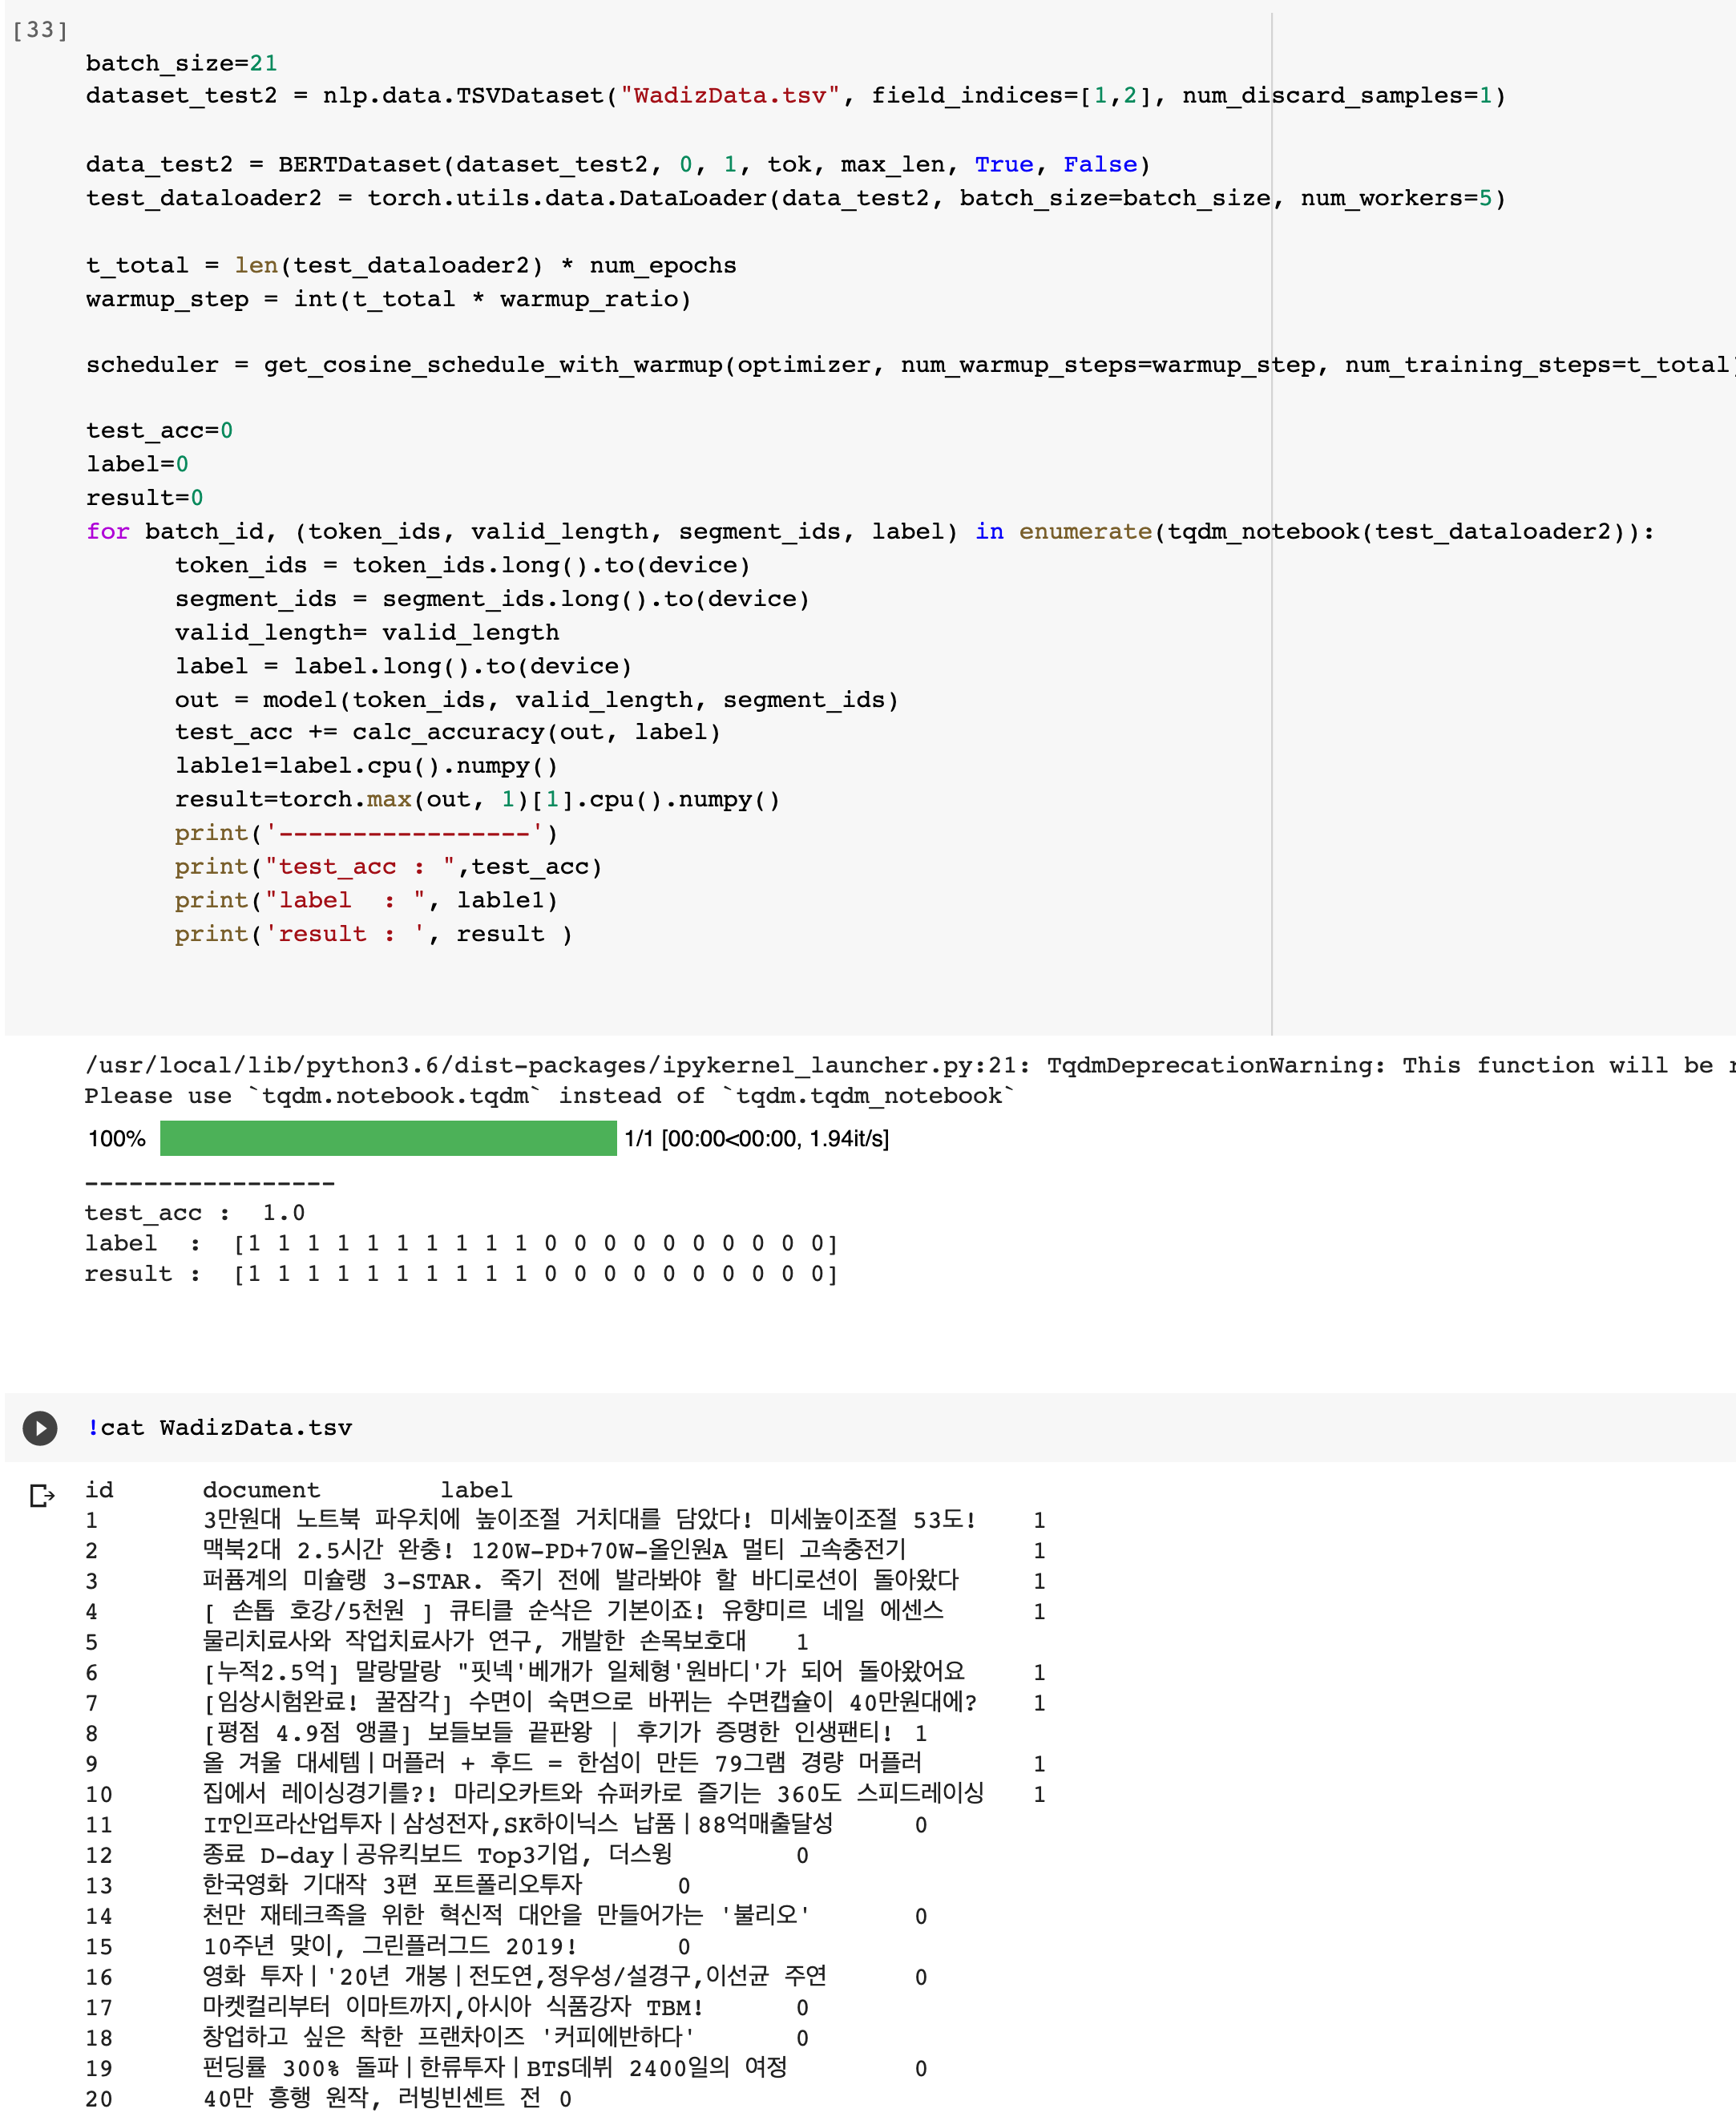 [33]
batch_size=21
dataset_test2 = nlp.data.TSVDataset("WadizData.tsv", field_indices=[1,2], num_discard_samples=1)
data_test2 = BERTDataset(dataset_test2, 0, 1, tok, max_len, True, False)
test_dataloader2 = torch.utils.data.DataLoader(data_test2, batch_size=batch_size, num_workers=5)
t_total = len(test_dataloader2) * num_epochs
warmup_step = int(t_total * warmup_ratio)
scheduler = get_cosine_schedule_with_warmup(optimizer, num_warmup_steps=warmup_step, num_training_steps=t_total)
test_acc=0
label=0
result=0
for batch_id, (token_ids, valid_length, segment_ids, label) in enumerate(tqdm_notebook(test_dataloader2)):
token_ids = token_ids.long().to(device)
segment_ids = segment_ids.long().to(device)
valid_length= valid_length
label = label.long().to(device)
out = model(token_ids, valid_length, segment_ids)
test_acc += calc_accuracy(out, label)
lable1=label.cpu().numpy()
result=torch.max(out, 1)[1].cpu().numpy()
print('-----------------')
print("test_acc : ",test_acc)
print("label  : ", lable1)
print('result : ', result )
/usr/local/lib/python3.6/dist-packages/ipykernel_launcher.py:21: TqdmDeprecationWarning: This function will be
Please use `tqdm.notebook.tqdm` instead of `tqdm.tqdm_notebook`
100% 1/1 [00:00<00:00, 1.94it/s]
-----------------
test_acc :  1.0
label  :  [1 1 1 1 1 1 1 1 1 1 0 0 0 0 0 0 0 0 0 0]
result :  [1 1 1 1 1 1 1 1 1 1 0 0 0 0 0 0 0 0 0 0]
!cat WadizData.tsv
id document label
1 3만원대 노트북 파우치에 높이조절 거치대를 담았다! 미세높이조절 53도! 1
2 맥북2대 2.5시간 완충! 120W-PD+70W-올인원A 멀티 고속충전기 1
3 퍼퓸계의 미슐랭 3-STAR. 죽기 전에 발라봐야 할 바디로션이 돌아왔다 1
4 [ 손톱 호강/5천원 ] 큐티클 순삭은 기본이죠! 유향미르 네일 에센스 1
5 물리치료사와 작업치료사가 연구, 개발한 손목보호대 1
6 [누적2.5억] 말랑말랑 "핏넥'베개가 일체형'원바디'가 되어 돌아왔어요 1
7 [임상시험완료! 꿀잠각] 수면이 숙면으로 바뀌는 수면캡슐이 40만원대에? 1
8 [평점 4.9점 앵콜] 보들보들 끝판왕 | 후기가 증명한 인생팬티! 1
9 올 겨울 대세템|머플러 + 후드 = 한섬이 만든 79그램 경량 머플러 1
10 집에서 레이싱경기를?! 마리오카트와 슈퍼카로 즐기는 360도 스피드레이싱 1
11 IT인프라산업투자|삼성전자,SK하이닉스 납품|88억매출달성 0
12 종료 D-day|공유킥보드 Top3기업, 더스윙 0
13 한국영화 기대작 3편 포트폴리오투자 0
14 천만 재테크족을 위한 혁신적 대안을 만들어가는 '불리오' 0
15 10주년 맞이, 그린플러그드 2019! 0
16 영화 투자|'20년 개봉|전도연,정우성/설경구,이선균 주연 0
17 마켓컬리부터 이마트까지,아시아 식품강자 TBM! 0
18 창업하고 싶은 착한 프랜차이즈 '커피에반하다' 0
19 펀딩률 300% 돌파|한류투자|BTS데뷔 2400일의 여정 0
20 40만 흥행 원작, 러빙빈센트 전 0